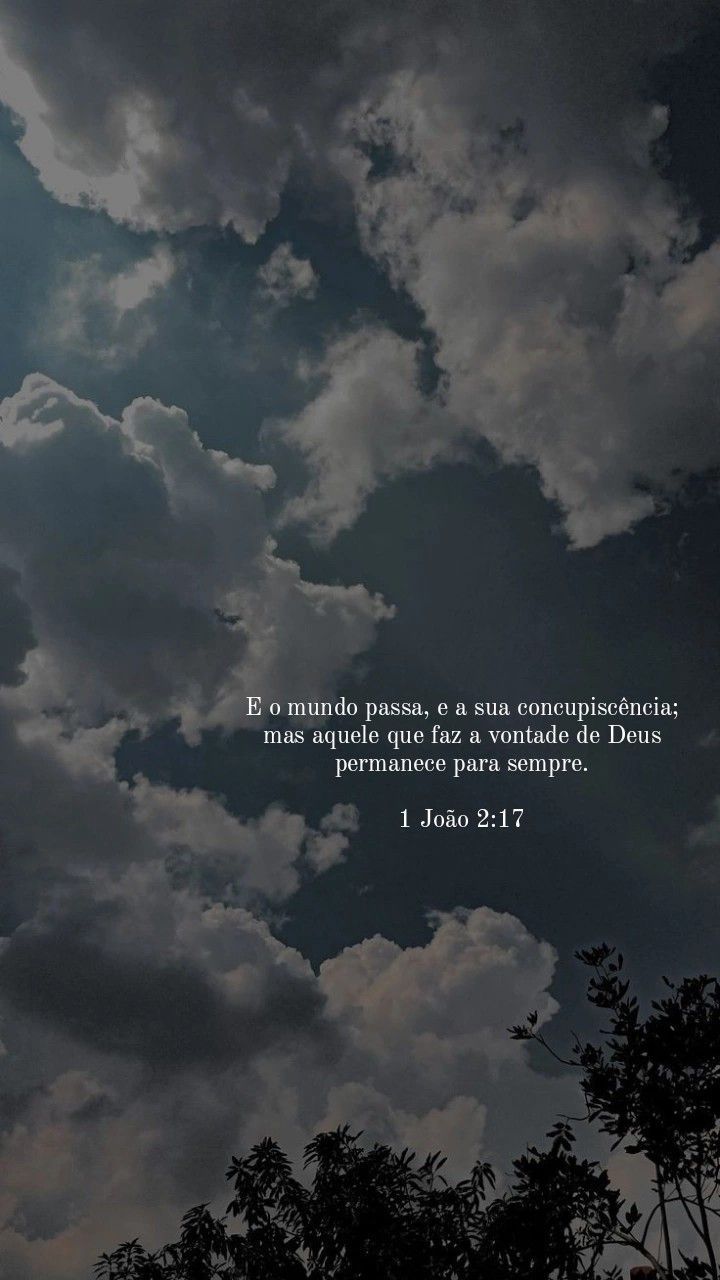 E o mundo passa, e a sua concupiscência;
mas aquele que faz a vontade de Deus
permanece para sempre.
1 João 2:17